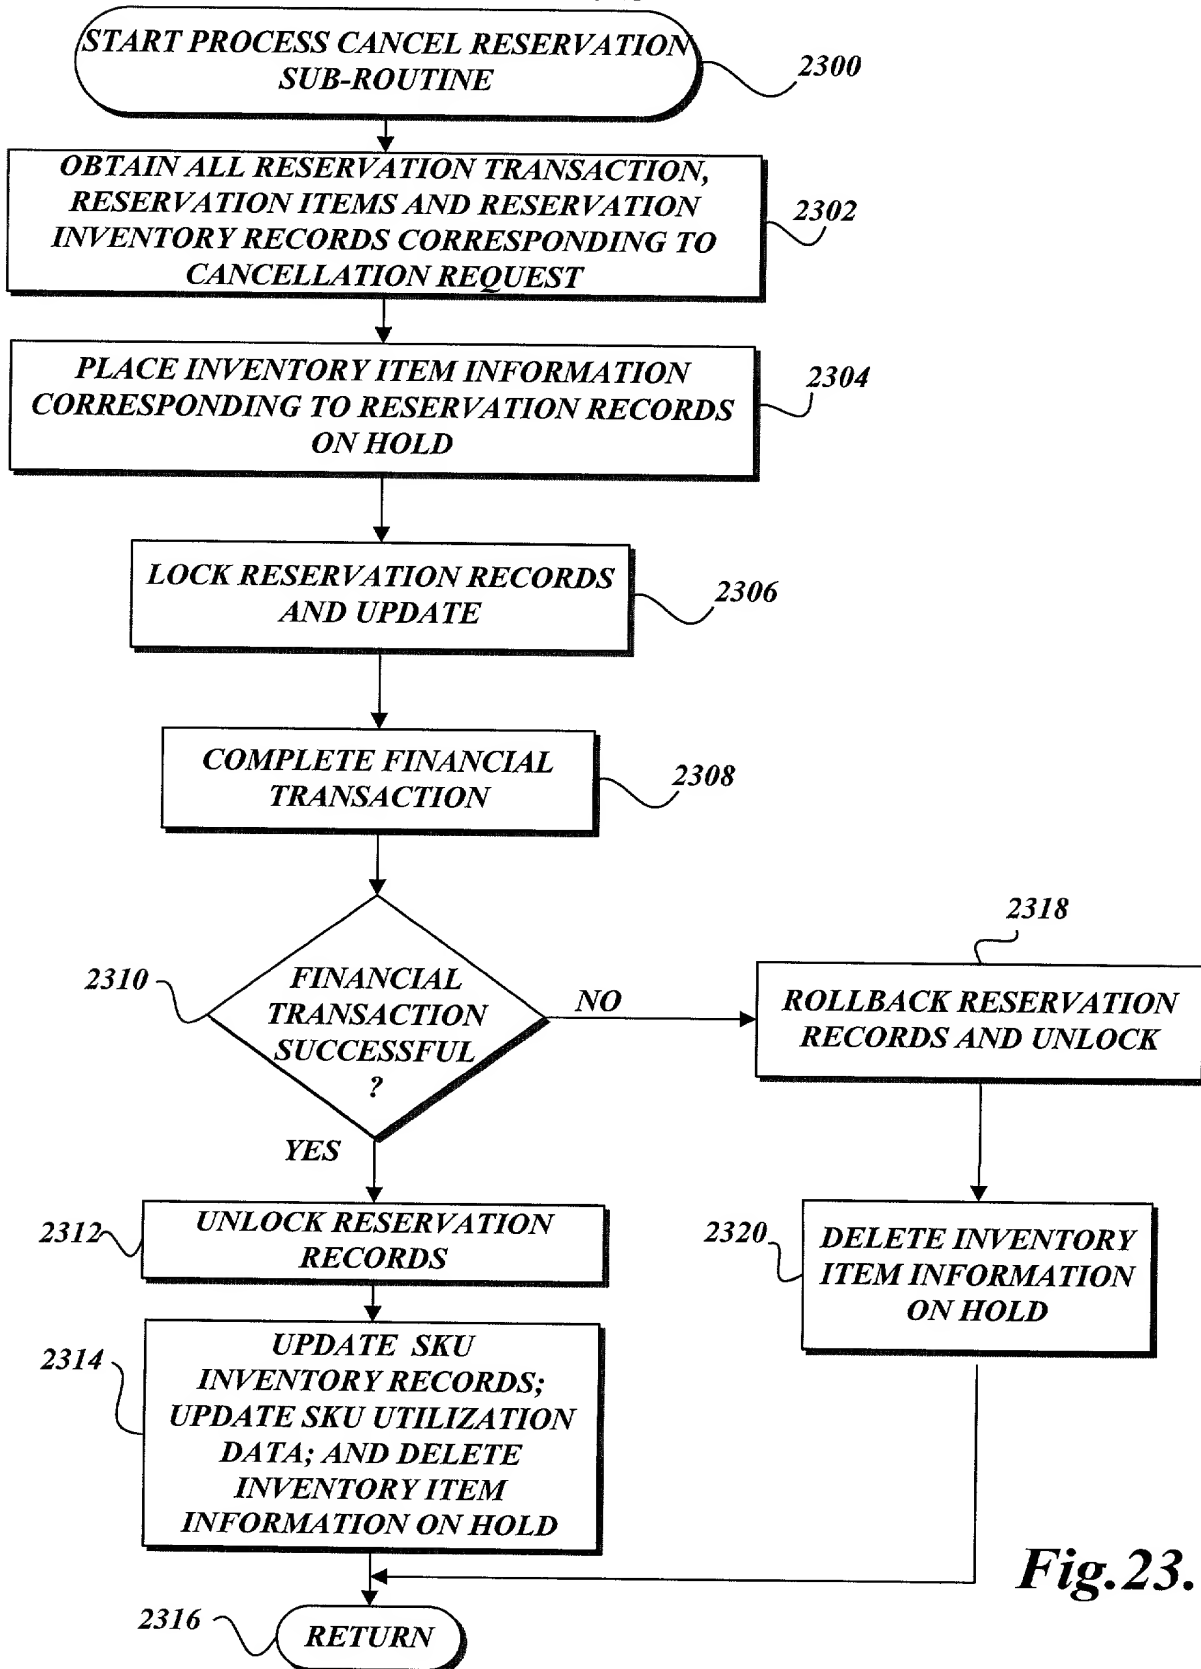 START PROCESS CANCEL RESERVATION
SUB-ROUTINE
2300
OBTAIN ALL RESERVATION TRANSACTION,
RESERVATION ITEMS AND RESERVATION
INVENTORY RECORDS CORRESPONDING TO
CANCELLATION REQUEST
2302
PLACE INVENTORY ITEM INFORMATION
CORRESPONDING TO RESERVATION RECORDS
ON HOLD
2304
LOCK RESERVATION RECORDS
AND UPDATE
2306
COMPLETE FINANCIAL
TRANSACTION
2308
2310
FINANCIAL
TRANSACTION
SUCCESSFUL
?
NO
YES
2318
ROLLBACK RESERVATION
RECORDS AND UNLOCK
2312
UNLOCK RESERVATION
RECORDS
2320
DELETE INVENTORY
ITEM INFORMATION
ON HOLD
2314
UPDATE SKU
INVENTORY RECORDS;
UPDATE SKU UTILIZATION
DATA; AND DELETE
INVENTORY ITEM
INFORMATION ON HOLD
2316
RETURN
Fig.23.